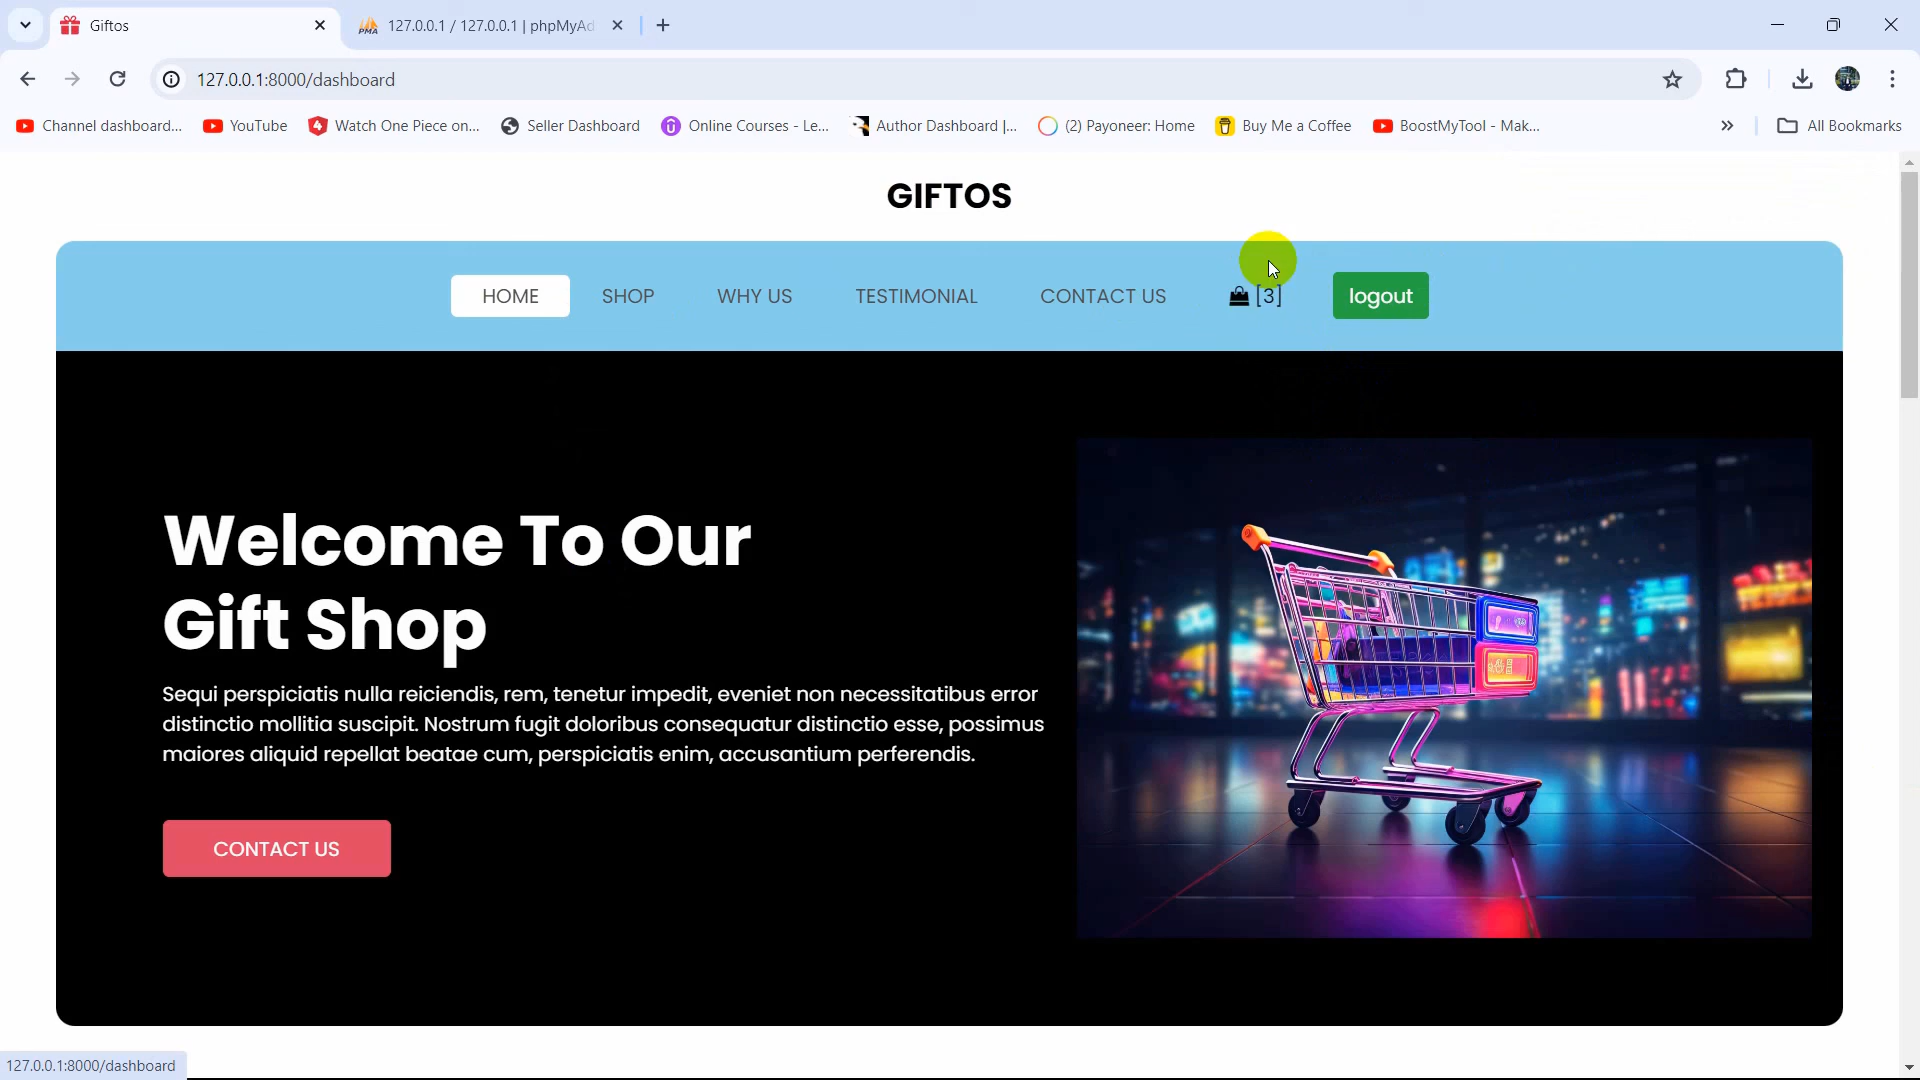 Giftos
127.0.0.1 / 127.0.0.1 | phpMyAd
127.0.0.1:8000/dashboard
Channel dashboard...
YouTube
Watch One Piece on...
Seller Dashboard
Online Courses - Le...
Author Dashboard |...
(2) Payoneer: Home
Buy Me a Coffee
BoostMyTool - Mak...
All Bookmarks
GIFTOS
HOME
SHOP
WHY US
TESTIMONIAL
CONTACT US
[3]
logout
Welcome To Our
Gift Shop
Sequi perspiciatis nulla reiciendis, rem, tenetur impedit, eveniet non necessitatibus error
distinctio mollitia suscipit. Nostrum fugit doloribus consequatur distinctio esse, possimus
maiores aliquid repellat beatae cum, perspiciatis enim, accusantium perferendis.
CONTACT US
127.0.0.1:8000/dashboard